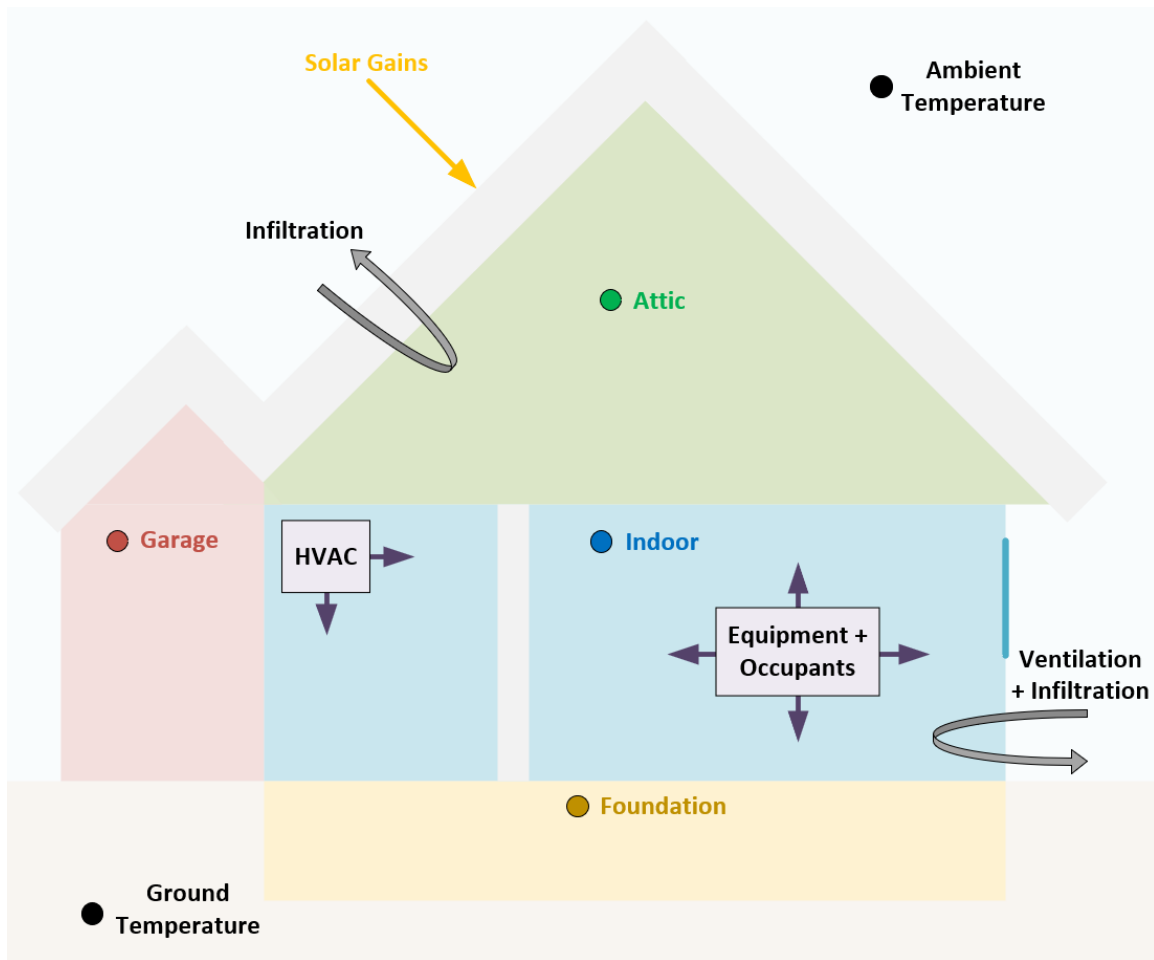 Solar Gains
Ambient
Temperature
Infiltration
Attic
Garage
HVAC
Indoor
Equipment +
Occupants
Ventilation
+ Infiltration
Foundation
Ground
Temperature